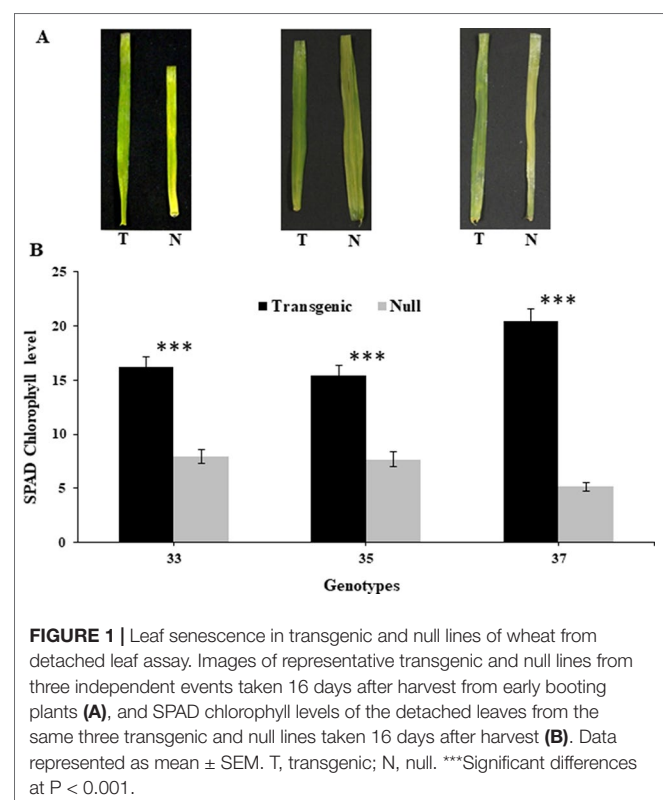 A
T N T N T N
B
25
20
15
10
5
0
SPAD Chlorophyll level
Transgenic Null
***
***
***
33 35 37
Genotypes
FIGURE 1 | Leaf senescence in transgenic and null lines of wheat from
detached leaf assay. Images of representative transgenic and null lines from
three independent events taken 16 days after harvest from early booting
plants (A), and SPAD chlorophyll levels of the detached leaves from the
same three transgenic and null lines taken 16 days after harvest (B). Data
represented as mean ± SEM. T, transgenic; N, null. ***Significant differences
at P < 0.001.